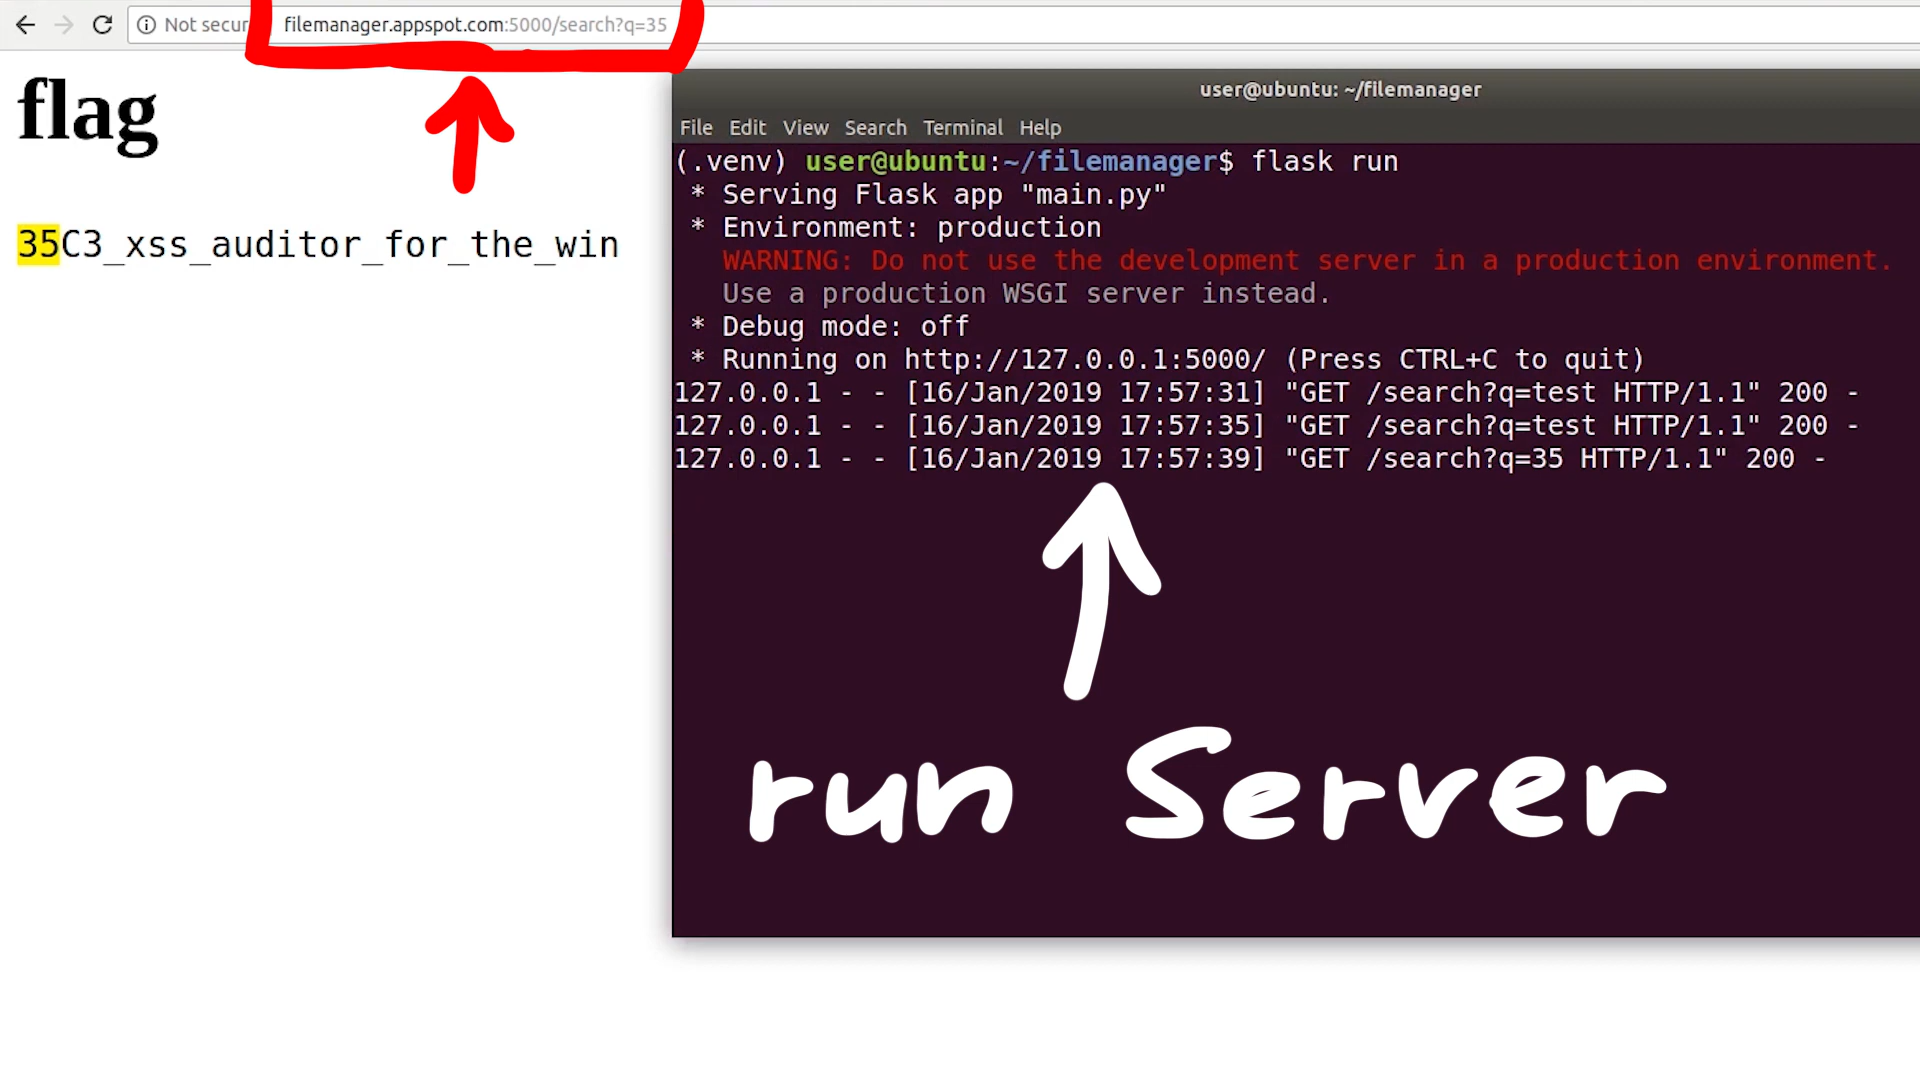 Not secur
filemanager.appspot.com:5000/search?q=35
flag
35C3_xss_auditor_for_the_win
user@ubuntu: ~/filemanager
File Edit View Search Terminal Help
(.venv) user@ubuntu:~/filemanager$ flask run
* Serving Flask app "main.py"
* Environment: production
WARNING: Do not use the development server in a production environment.
Use a production WSGI server instead.
* Debug mode: off
* Running on http://127.0.0.1:5000/ (Press CTRL+C to quit)
127.0.0.1 - - [16/Jan/2019 17:57:31] "GET /search?q=test HTTP/1.1" 200 -
127.0.0.1 - - [16/Jan/2019 17:57:35] "GET /search?q=test HTTP/1.1" 200 -
127.0.0.1 - - [16/Jan/2019 17:57:39] "GET /search?q=35 HTTP/1.1" 200 -
run Server